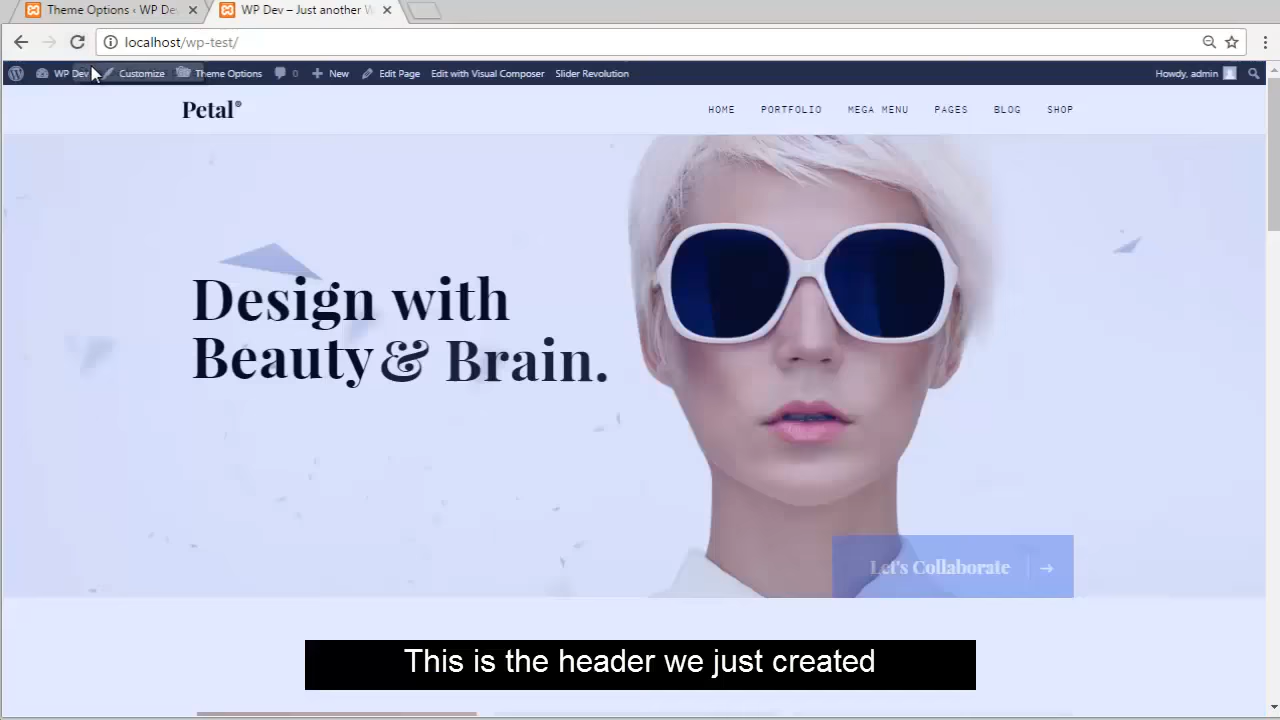 Theme Options ‹ WP De
WP Dev – Just another W
localhost/wp-test/
WP Dev Customize Theme Options 0 New Edit Page Edit with Visual Composer Slider Revolution Howdy, admin
Petal® HOME PORTFOLIO MEGA MENU PAGES BLOG SHOP
Design with
Beauty & Brain.
Let's Collaborate →
This is the header we just created